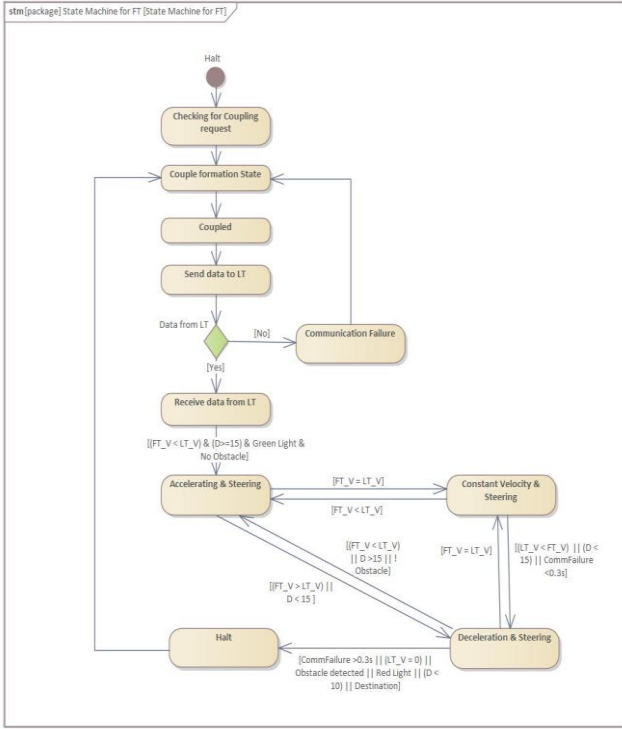 stm [package] State Machine for FT [State Machine for FT]
Halt
Checking for Coupling
request
Couple formation State
Coupled
Send data to LT
Data from LT
[No]
Communication Failure
[Yes]
Receive data from LT
[(FT_V < LT_V) & (D>=15) & Green Light &
No Obstacle]
Accelerating & Steering
[FT_V = LT_V]
[FT_V < LT_V]
Constant Velocity &
Steering
[(FT_V < LT_V)
|| D >15 || !
Obstacle]
[FT_V = LT_V]
[(LT_V < FT_V) || (D <
15) || CommFailure
<0.3s]
[(FT_V > LT_V) ||
D < 15 ]
Halt
Deceleration & Steering
[CommFailure >0.3s || (LT_V = 0) ||
Obstacle detected || Red Light || (D <
10) || Destination]